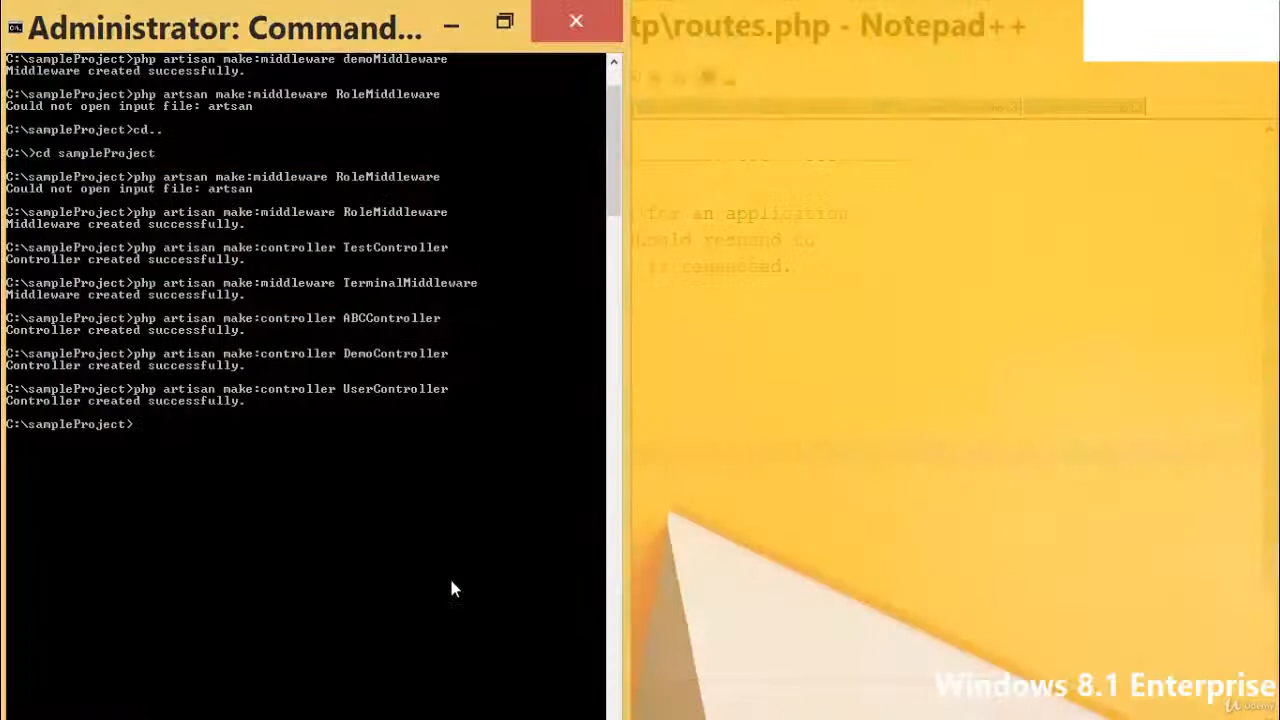 Administrator: Command...
C:\sampleProject>php artisan make:middleware demoMiddleware
Middleware created successfully.
C:\sampleProject>php artsan make:middleware RoleMiddleware
Could not open input file: artsan
C:\sampleProject>cd..
C:\>cd sampleProject
C:\sampleProject>php artsan make:middleware RoleMiddleware
Could not open input file: artsan
C:\sampleProject>php artisan make:middleware RoleMiddleware
Middleware created successfully.
C:\sampleProject>php artisan make:controller TestController
Controller created successfully.
C:\sampleProject>php artisan make:middleware TerminalMiddleware
Middleware created successfully.
C:\sampleProject>php artisan make:controller ABCController
Controller created successfully.
C:\sampleProject>php artisan make:controller DemoController
Controller created successfully.
C:\sampleProject>php artisan make:controller UserController
Controller created successfully.
C:\sampleProject>
tp\routes.php - Notepad++
for an application
respond to
Windows 8.1 Enterprise
Udemy